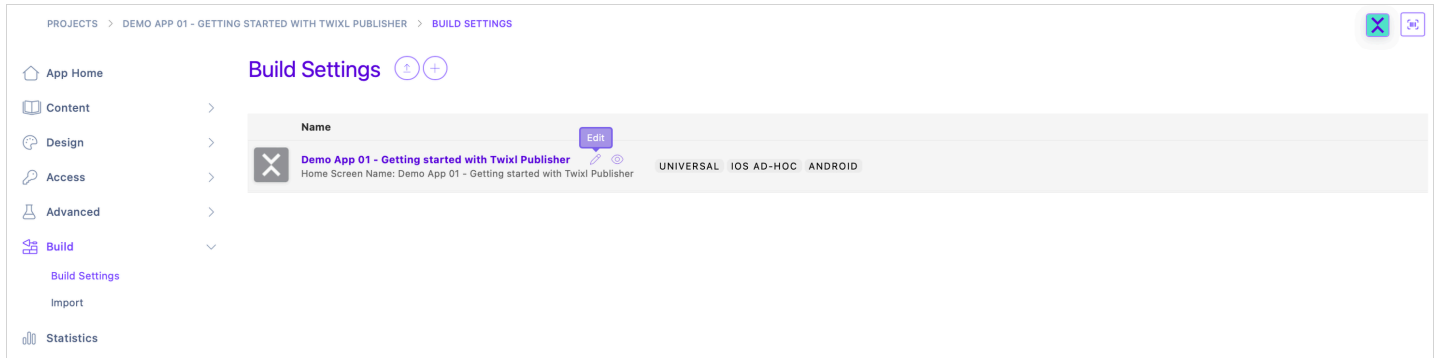 PROJECTS > DEMO APP 01 - GETTING STARTED WITH TWIXL PUBLISHER > BUILD SETTINGS
App Home
Content
Design
Access
Advanced
Build
Build Settings
Import
Statistics
Build Settings
Name
Edit
Demo App 01 - Getting started with Twixl Publisher
Home Screen Name: Demo App 01 - Getting started with Twixl Publisher
UNIVERSAL IOS AD-HOC ANDROID